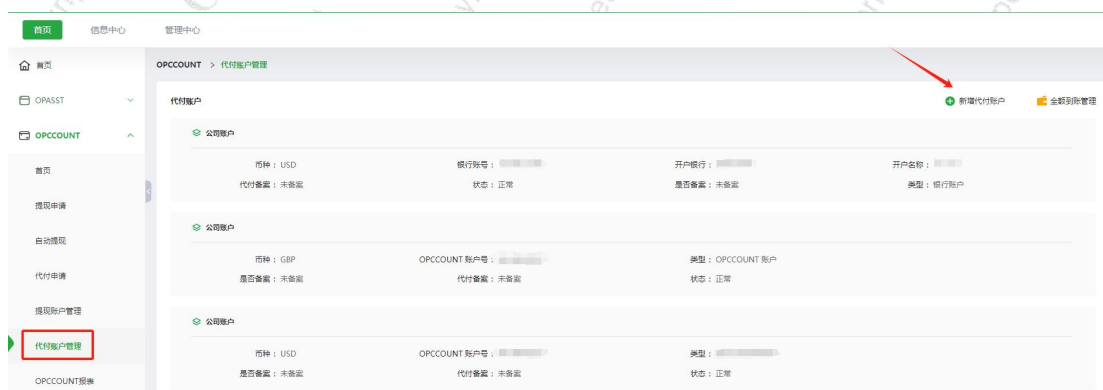 首页 信息中心 管理中心
首页
OPCCOUNT > 代付账户管理
OPASST
代付账户
新增代付账户 全额到账管理
OPCCOUNT
公司账户
首页
币种： USD 银行账号： 开户银行： 开户名称：
代付备案： 未备案 状态： 正常 是否备案： 未备案 类型： 银行账户
提现申请
自动提现
公司账户
币种： GBP OPCCOUNT 账户号： 类型： OPCCOUNT 账户
代付申请
是否备案： 未备案 代付备案： 未备案 状态： 正常
提现账户管理
公司账户
代付账户管理
币种： USD OPCCOUNT 账户号： 类型：
是否备案： 未备案 代付备案： 未备案 状态： 正常
OPCCOUNT报表